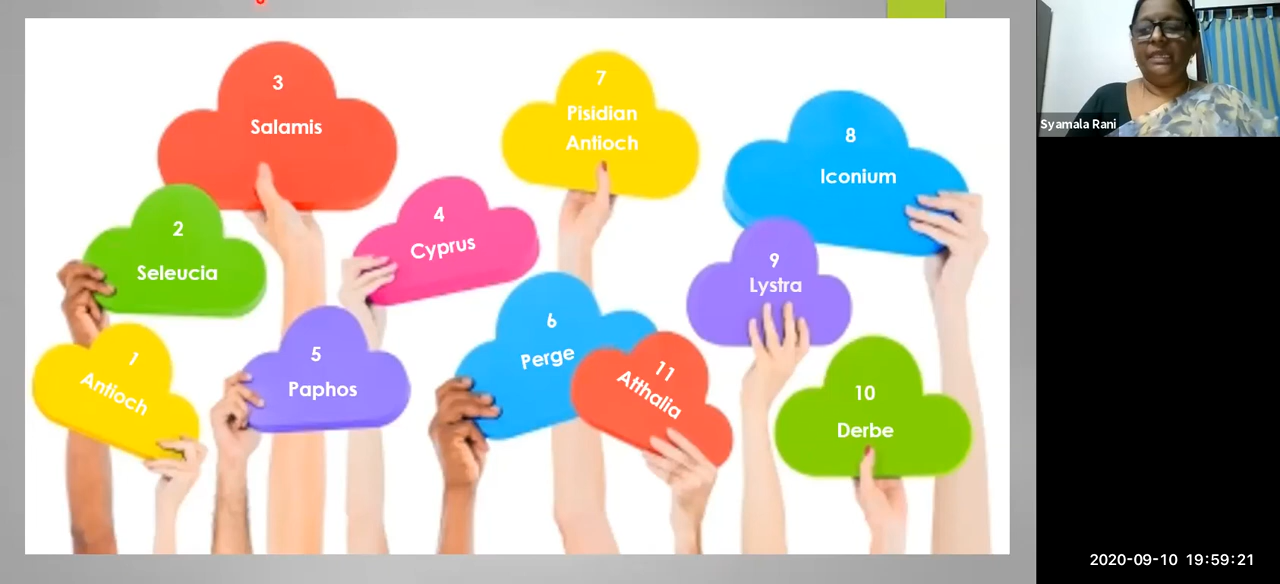 3
Salamis
7
Pisidian
Antioch
8
Iconium
2
Seleucia
4
Cyprus
9
Lystra
1
Antioch
5
Paphos
6
Perge
11
Atthalia
10
Derbe
Syamala Rani
2020-09-10 19:59:21